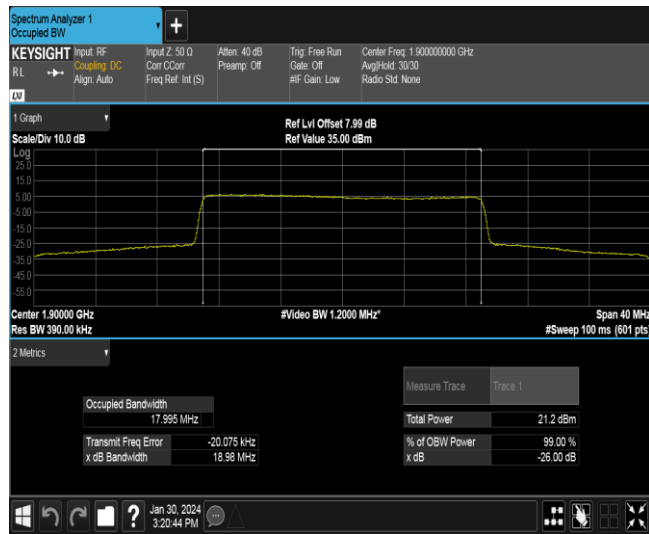 Spectrum Analyzer 1
Occupied BW
+
KEYSIGHT
RL
LXI
Input: RF
Coupling: DC
Align: Auto
Input Z: 50 Ω
Corr CCorr
Freq Ref: Int (S)
Atten: 40 dB
Preamp: Off
Trig: Free Run
Gate: Off
#IF Gain: Low
Center Freq: 1.900000000 GHz
Avg|Hold: 30/30
Radio Std: None
1 Graph
Scale/Div 10.0 dB
Ref Lvl Offset 7.99 dB
Ref Value 35.00 dBm
Log
25.0
15.0
5.00
-5.00
-15.0
-25.0
-35.0
-45.0
-55.0
Center 1.90000 GHz
Res BW 390.00 kHz
#Video BW 1.2000 MHz*
Span 40 MHz
#Sweep 100 ms (601 pts)
2 Metrics
Measure Trace Trace 1
Occupied Bandwidth
17.995 MHz
Transmit Freq Error -20.075 kHz
x dB Bandwidth 18.98 MHz
Total Power 21.2 dBm
% of OBW Power 99.00 %
x dB -26.00 dB
?
Jan 30, 2024
3:20:44 PM